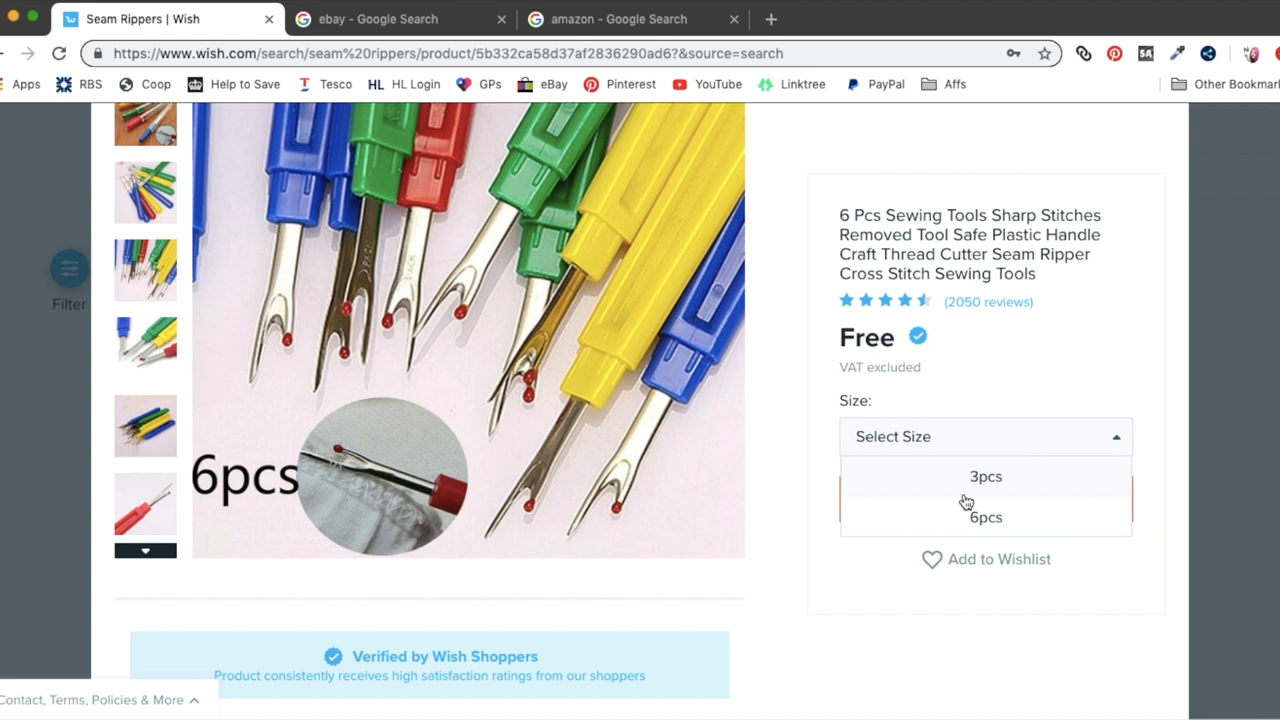 Seam Rippers | Wish
ebay - Google Search
amazon - Google Search
https://www.wish.com/search/seam%20rippers/product/5b332ca58d37af2836290ad6?&source=search
SA
Apps RBS Coop Help to Save Tesco HL HL Login GPs eBay Pinterest YouTube Linktree PayPal Affs Other Bookmar
6 Pcs Sewing Tools Sharp Stitches
Removed Tool Safe Plastic Handle
Craft Thread Cutter Seam Ripper
Cross Stitch Sewing Tools
(2050 reviews)
Free
VAT excluded
Size:
Select Size
3pcs
6pcs
Add to Wishlist
Filter
6pcs
Verified by Wish Shoppers
Product consistently receives high satisfaction ratings from our shoppers
Contact, Terms, Policies & More